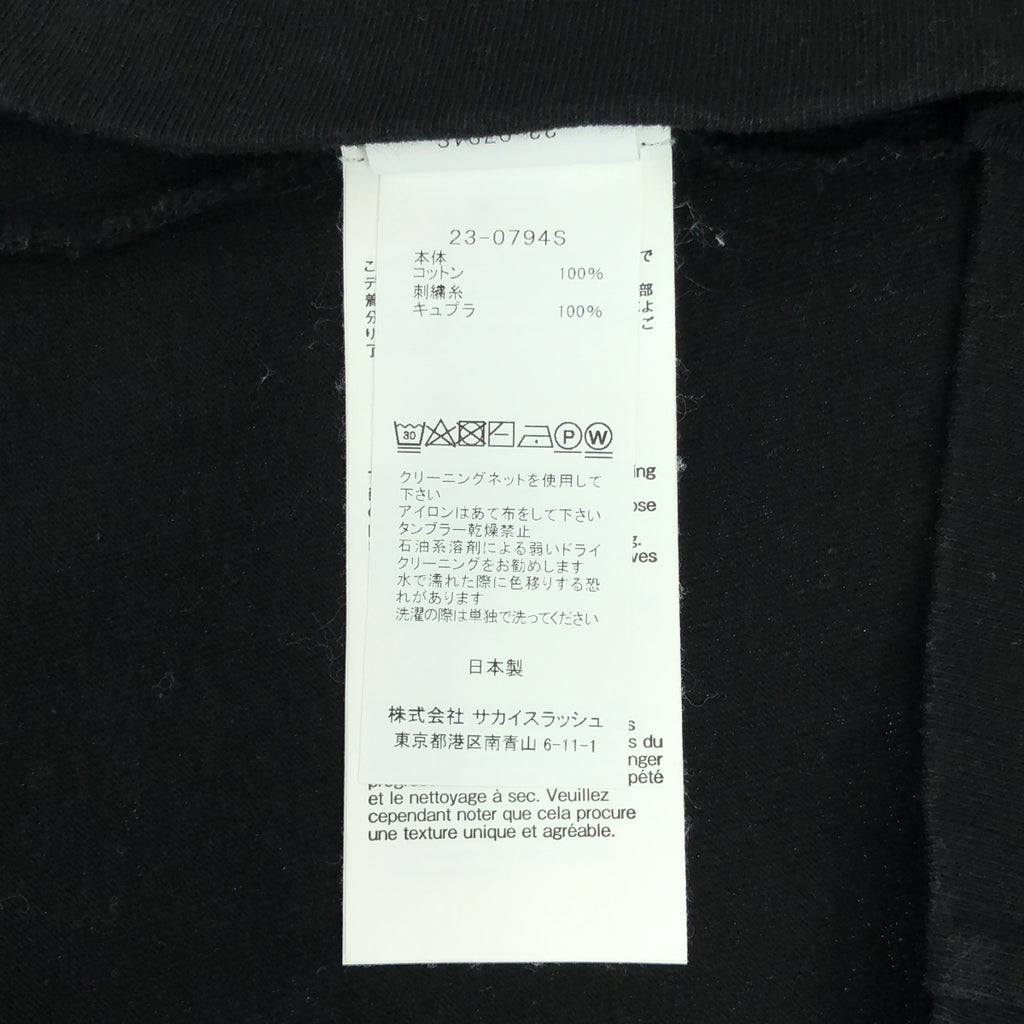 23-0794S
23-0794S
本体
コットン 100%
刺繍糸
キュプラ 100%
30
P
W
クリーニングネットを使用して
下さい
アイロンはあて布をして下さい
タンブラー乾燥禁止
石油系溶剤による弱いドライ
クリーニングをお勧めします
水で濡れた際に色移りする恐
れがあります
洗濯の際は単独で洗ってください
日本製
株式会社 サカイスラッシュ
東京都港区南青山 6-11-1
du
et le nettoyage à sec. Veuillez
cependant noter que cela procure
une texture unique et agréable.